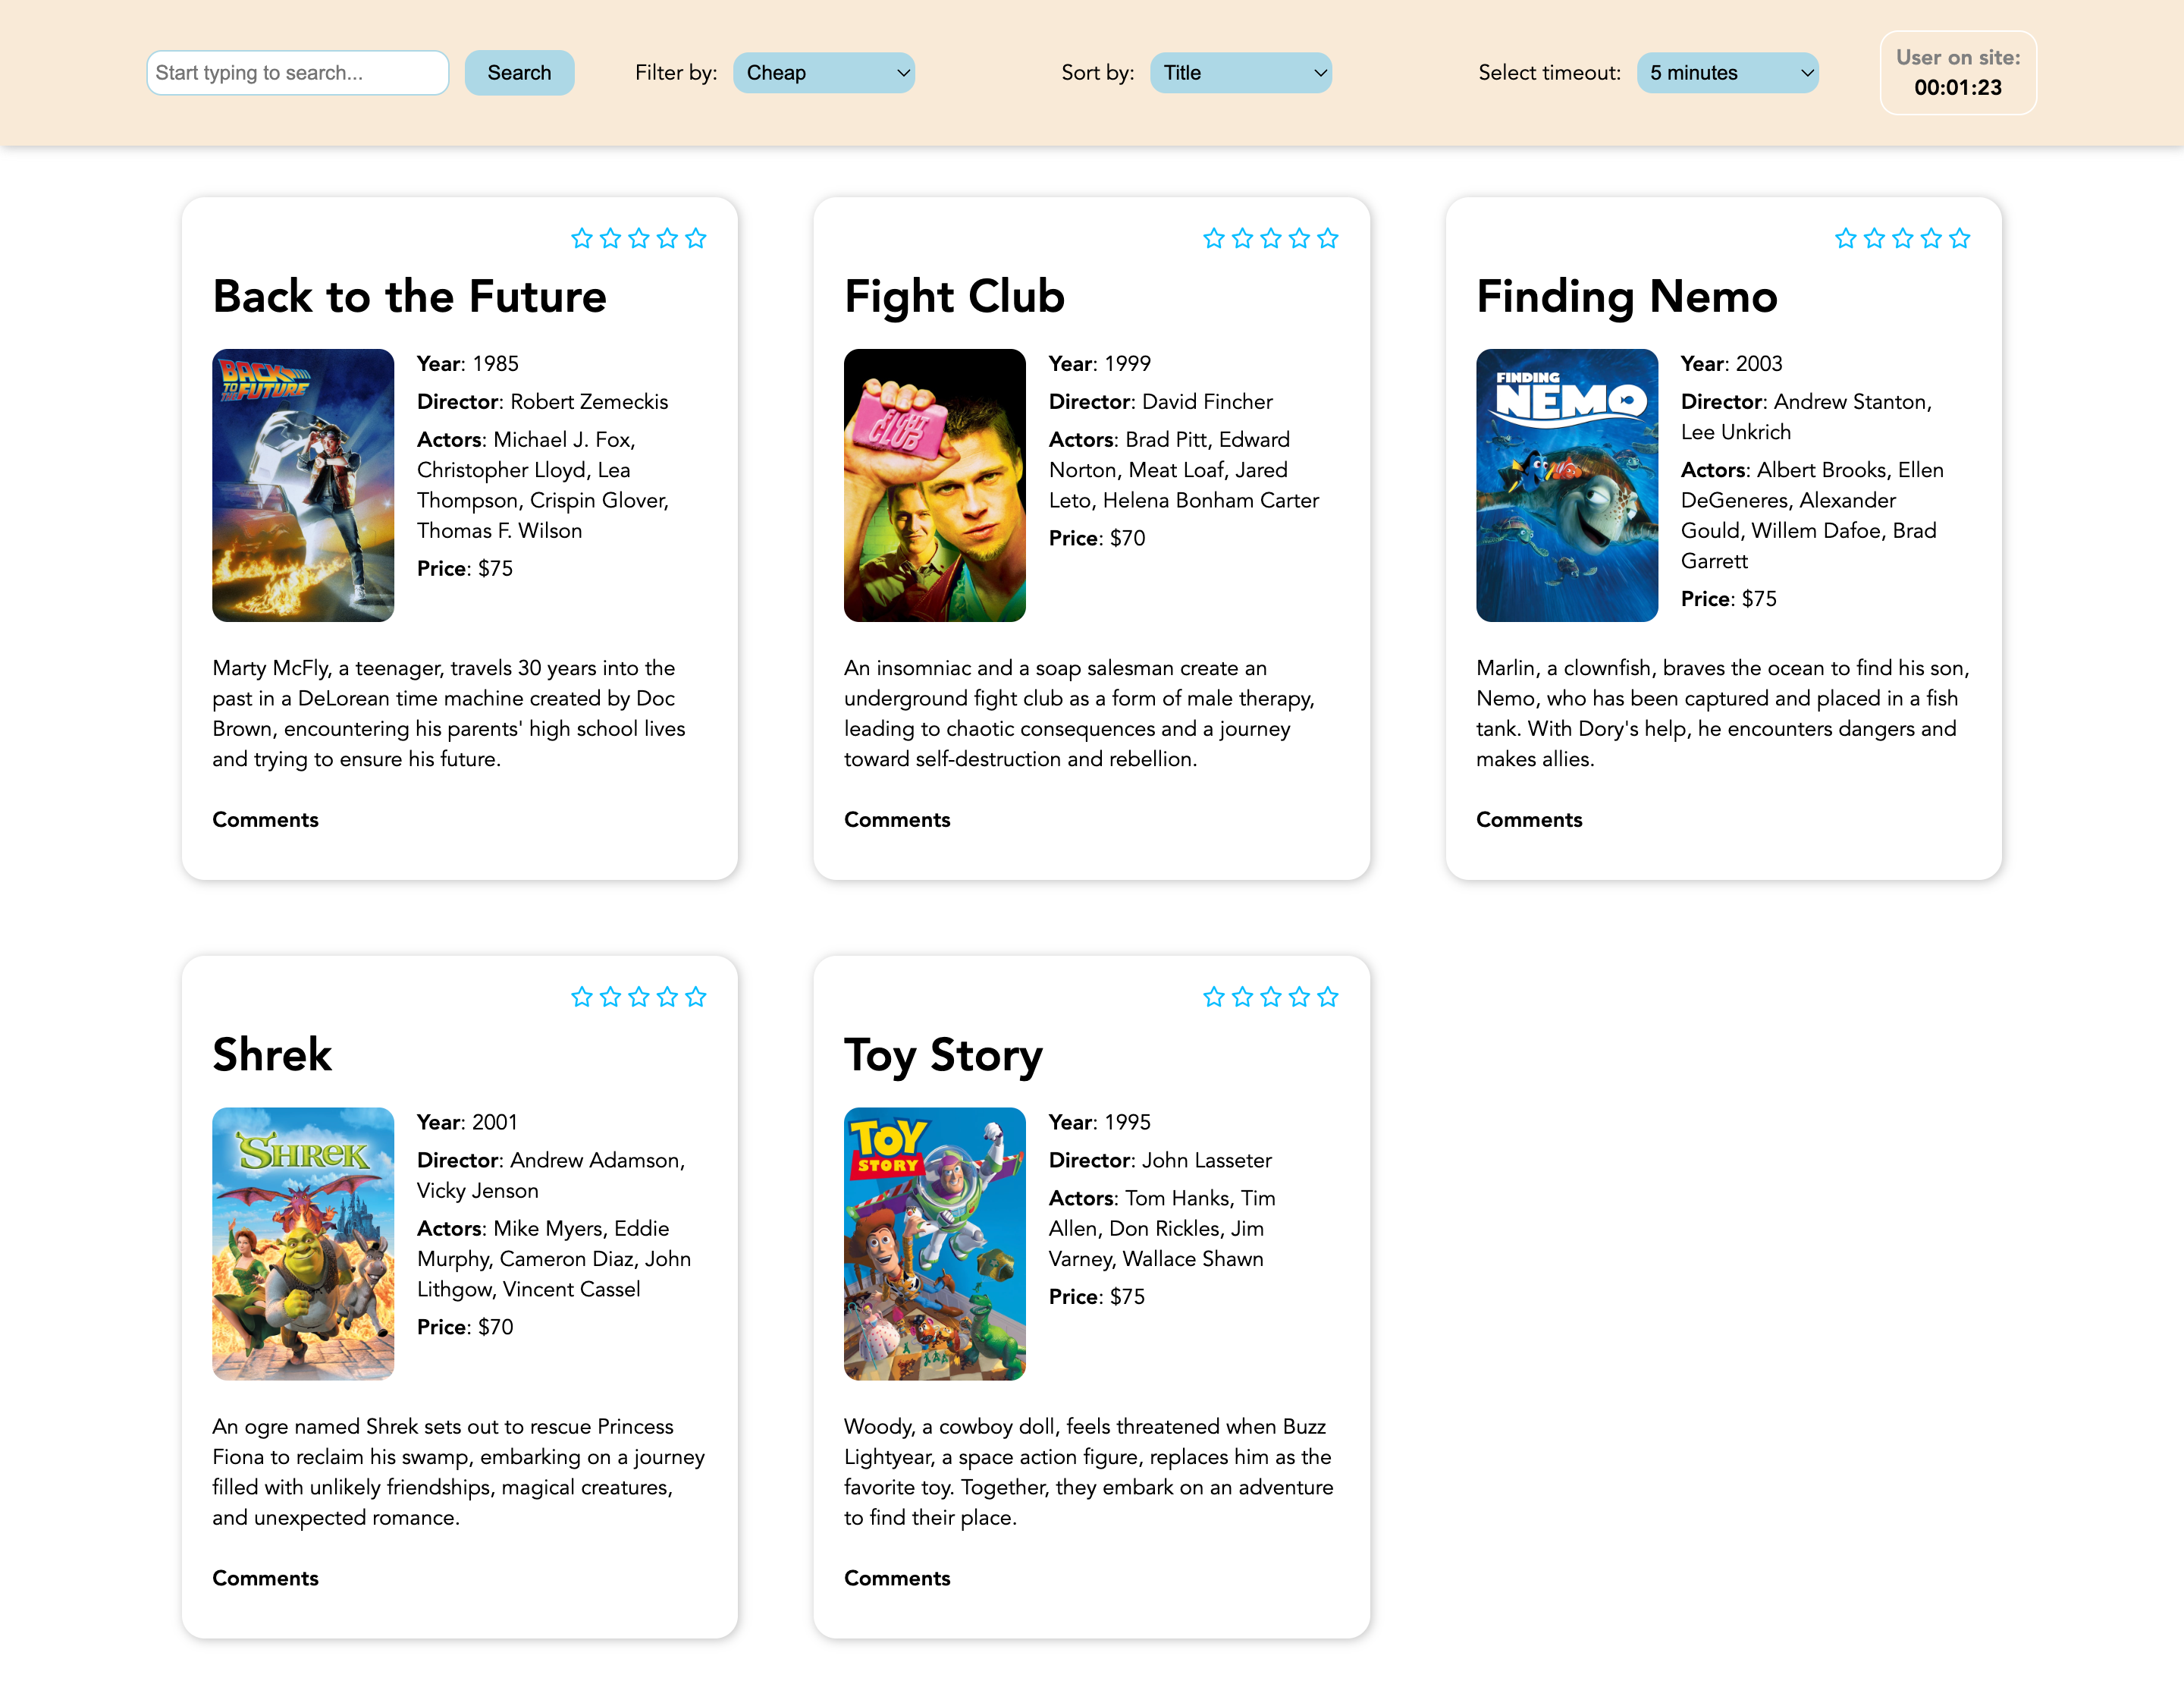 Start typing to search...
Search
Filter by:
Cheap
Sort by:
Title
Select timeout:
5 minutes
User on site:
00:01:23
Back to the Future
BACK
TO THE FUTURE
Year: 1985
Director: Robert Zemeckis
Actors: Michael J. Fox,
Christopher Lloyd, Lea
Thompson, Crispin Glover,
Thomas F. Wilson
Price: $75
Marty McFly, a teenager, travels 30 years into the
past in a DeLorean time machine created by Doc
Brown, encountering his parents' high school lives
and trying to ensure his future.
Comments
Fight Club
FIGHT
CLUB
Year: 1999
Director: David Fincher
Actors: Brad Pitt, Edward
Norton, Meat Loaf, Jared
Leto, Helena Bonham Carter
Price: $70
An insomniac and a soap salesman create an
underground fight club as a form of male therapy,
leading to chaotic consequences and a journey
toward self-destruction and rebellion.
Comments
Finding Nemo
FINDING
NEMO
Year: 2003
Director: Andrew Stanton,
Lee Unkrich
Actors: Albert Brooks, Ellen
DeGeneres, Alexander
Gould, Willem Dafoe, Brad
Garrett
Price: $75
Marlin, a clownfish, braves the ocean to find his son,
Nemo, who has been captured and placed in a fish
tank. With Dory's help, he encounters dangers and
makes allies.
Comments
Shrek
SHREK
Year: 2001
Director: Andrew Adamson,
Vicky Jenson
Actors: Mike Myers, Eddie
Murphy, Cameron Diaz, John
Lithgow, Vincent Cassel
Price: $70
An ogre named Shrek sets out to rescue Princess
Fiona to reclaim his swamp, embarking on a journey
filled with unlikely friendships, magical creatures,
and unexpected romance.
Comments
Toy Story
TOY
STORY
Year: 1995
Director: John Lasseter
Actors: Tom Hanks, Tim
Allen, Don Rickles, Jim
Varney, Wallace Shawn
Price: $75
Woody, a cowboy doll, feels threatened when Buzz
Lightyear, a space action figure, replaces him as the
favorite toy. Together, they embark on an adventure
to find their place.
Comments